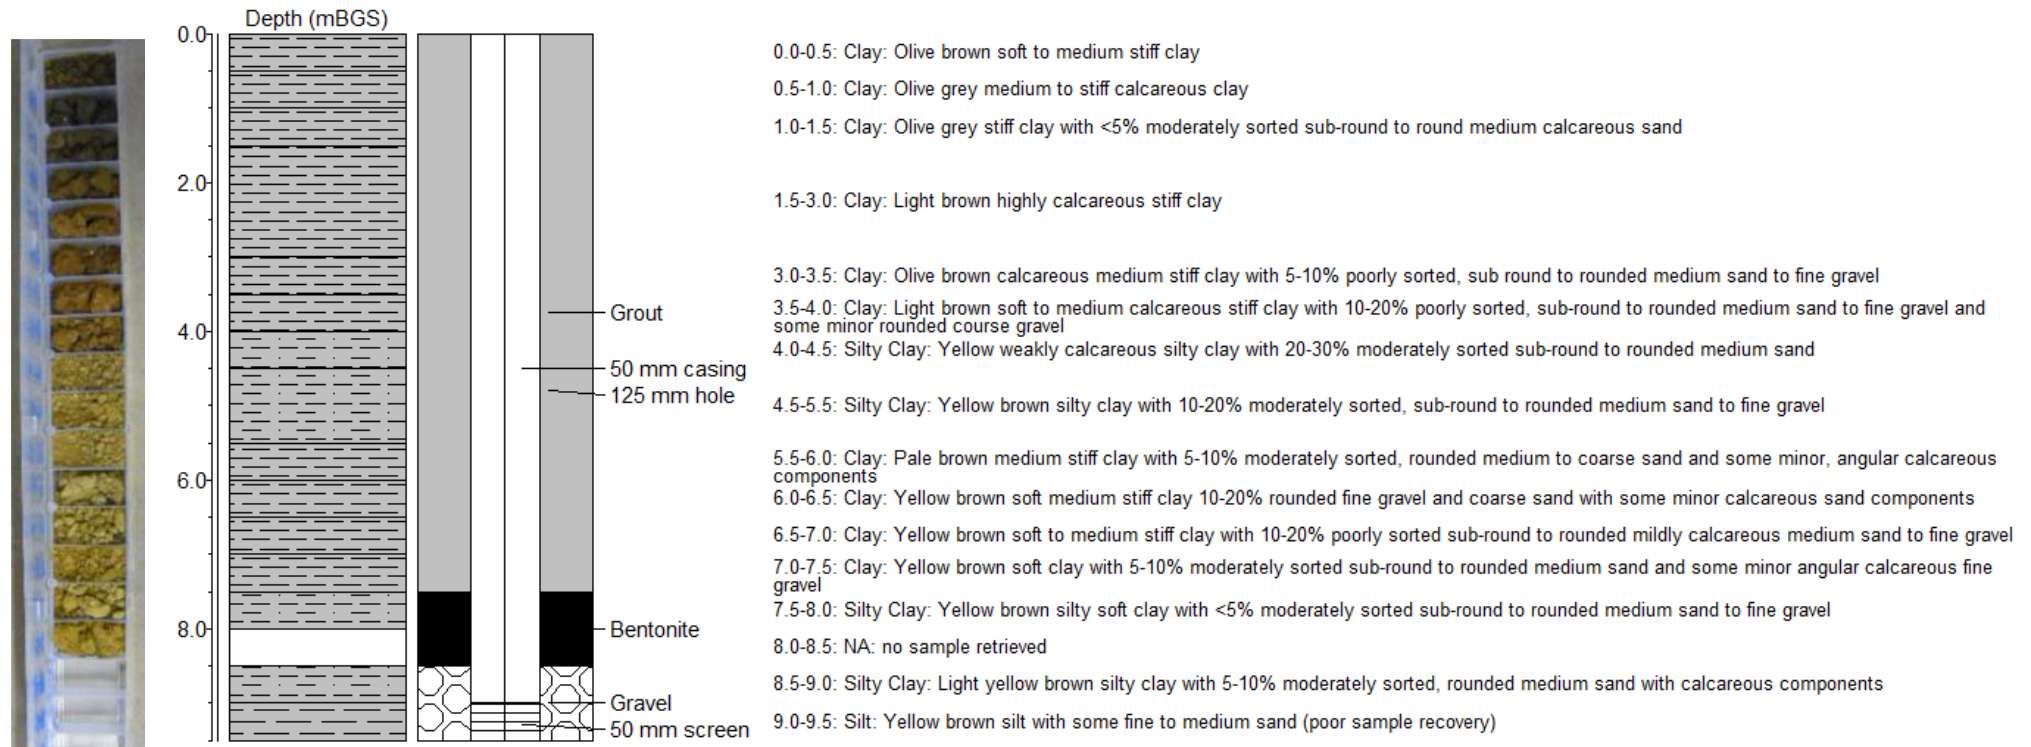 Depth (mBGS)
0.0
2.0
4.0
6.0
8.0
Grout
50 mm casing
125 mm hole
Bentonite
Gravel
50 mm screen
0.0-0.5: Clay: Olive brown soft to medium stiff clay
0.5-1.0: Clay: Olive grey medium to stiff calcareous clay
1.0-1.5: Clay: Olive grey stiff clay with <5% moderately sorted sub-round to round medium calcareous sand
1.5-3.0: Clay: Light brown highly calcareous stiff clay
3.0-3.5: Clay: Olive brown calcareous medium stiff clay with 5-10% poorly sorted, sub round to rounded medium sand to fine gravel
3.5-4.0: Clay: Light brown soft to medium calcareous stiff clay with 10-20% poorly sorted, sub-round to rounded medium sand to fine gravel and
some minor rounded course gravel
4.0-4.5: Silty Clay: Yellow weakly calcareous silty clay with 20-30% moderately sorted sub-round to rounded medium sand
4.5-5.5: Silty Clay: Yellow brown silty clay with 10-20% moderately sorted, sub-round to rounded medium sand to fine gravel
5.5-6.0: Clay: Pale brown medium stiff clay with 5-10% moderately sorted, rounded medium to coarse sand and some minor, angular calcareous
components
6.0-6.5: Clay: Yellow brown soft medium stiff clay 10-20% rounded fine gravel and coarse sand with some minor calcareous sand components
6.5-7.0: Clay: Yellow brown soft to medium stiff clay with 10-20% poorly sorted sub-round to rounded mildly calcareous medium sand to fine gravel
7.0-7.5: Clay: Yellow brown soft clay with 5-10% moderately sorted sub-round to rounded medium sand and some minor angular calcareous fine
gravel
7.5-8.0: Silty Clay: Yellow brown silty soft clay with <5% moderately sorted sub-round to rounded medium sand to fine gravel
8.0-8.5: NA: no sample retrieved
8.5-9.0: Silty Clay: Light yellow brown silty clay with 5-10% moderately sorted, rounded medium sand with calcareous components
9.0-9.5: Silt: Yellow brown silt with some fine to medium sand (poor sample recovery)